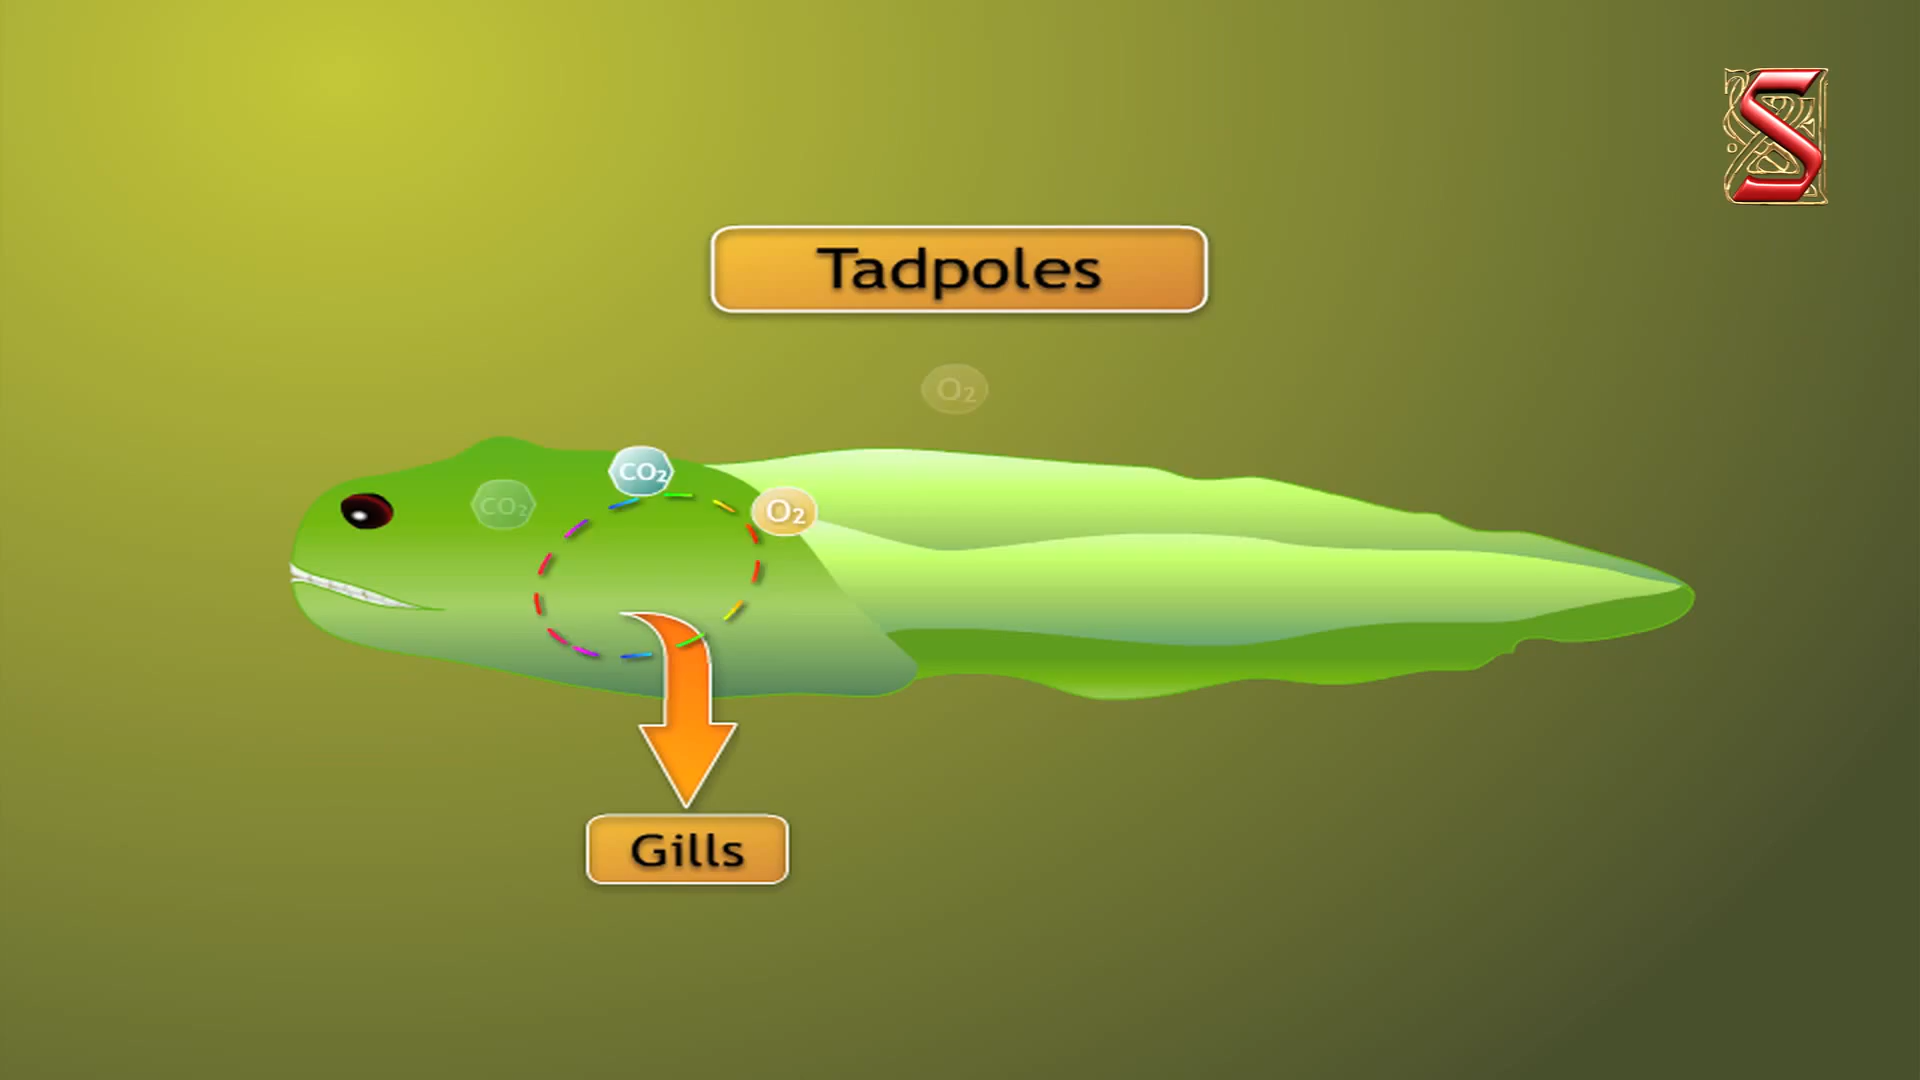 S
Tadpoles
O₂
CO₂
CO₂
O₂
Gills